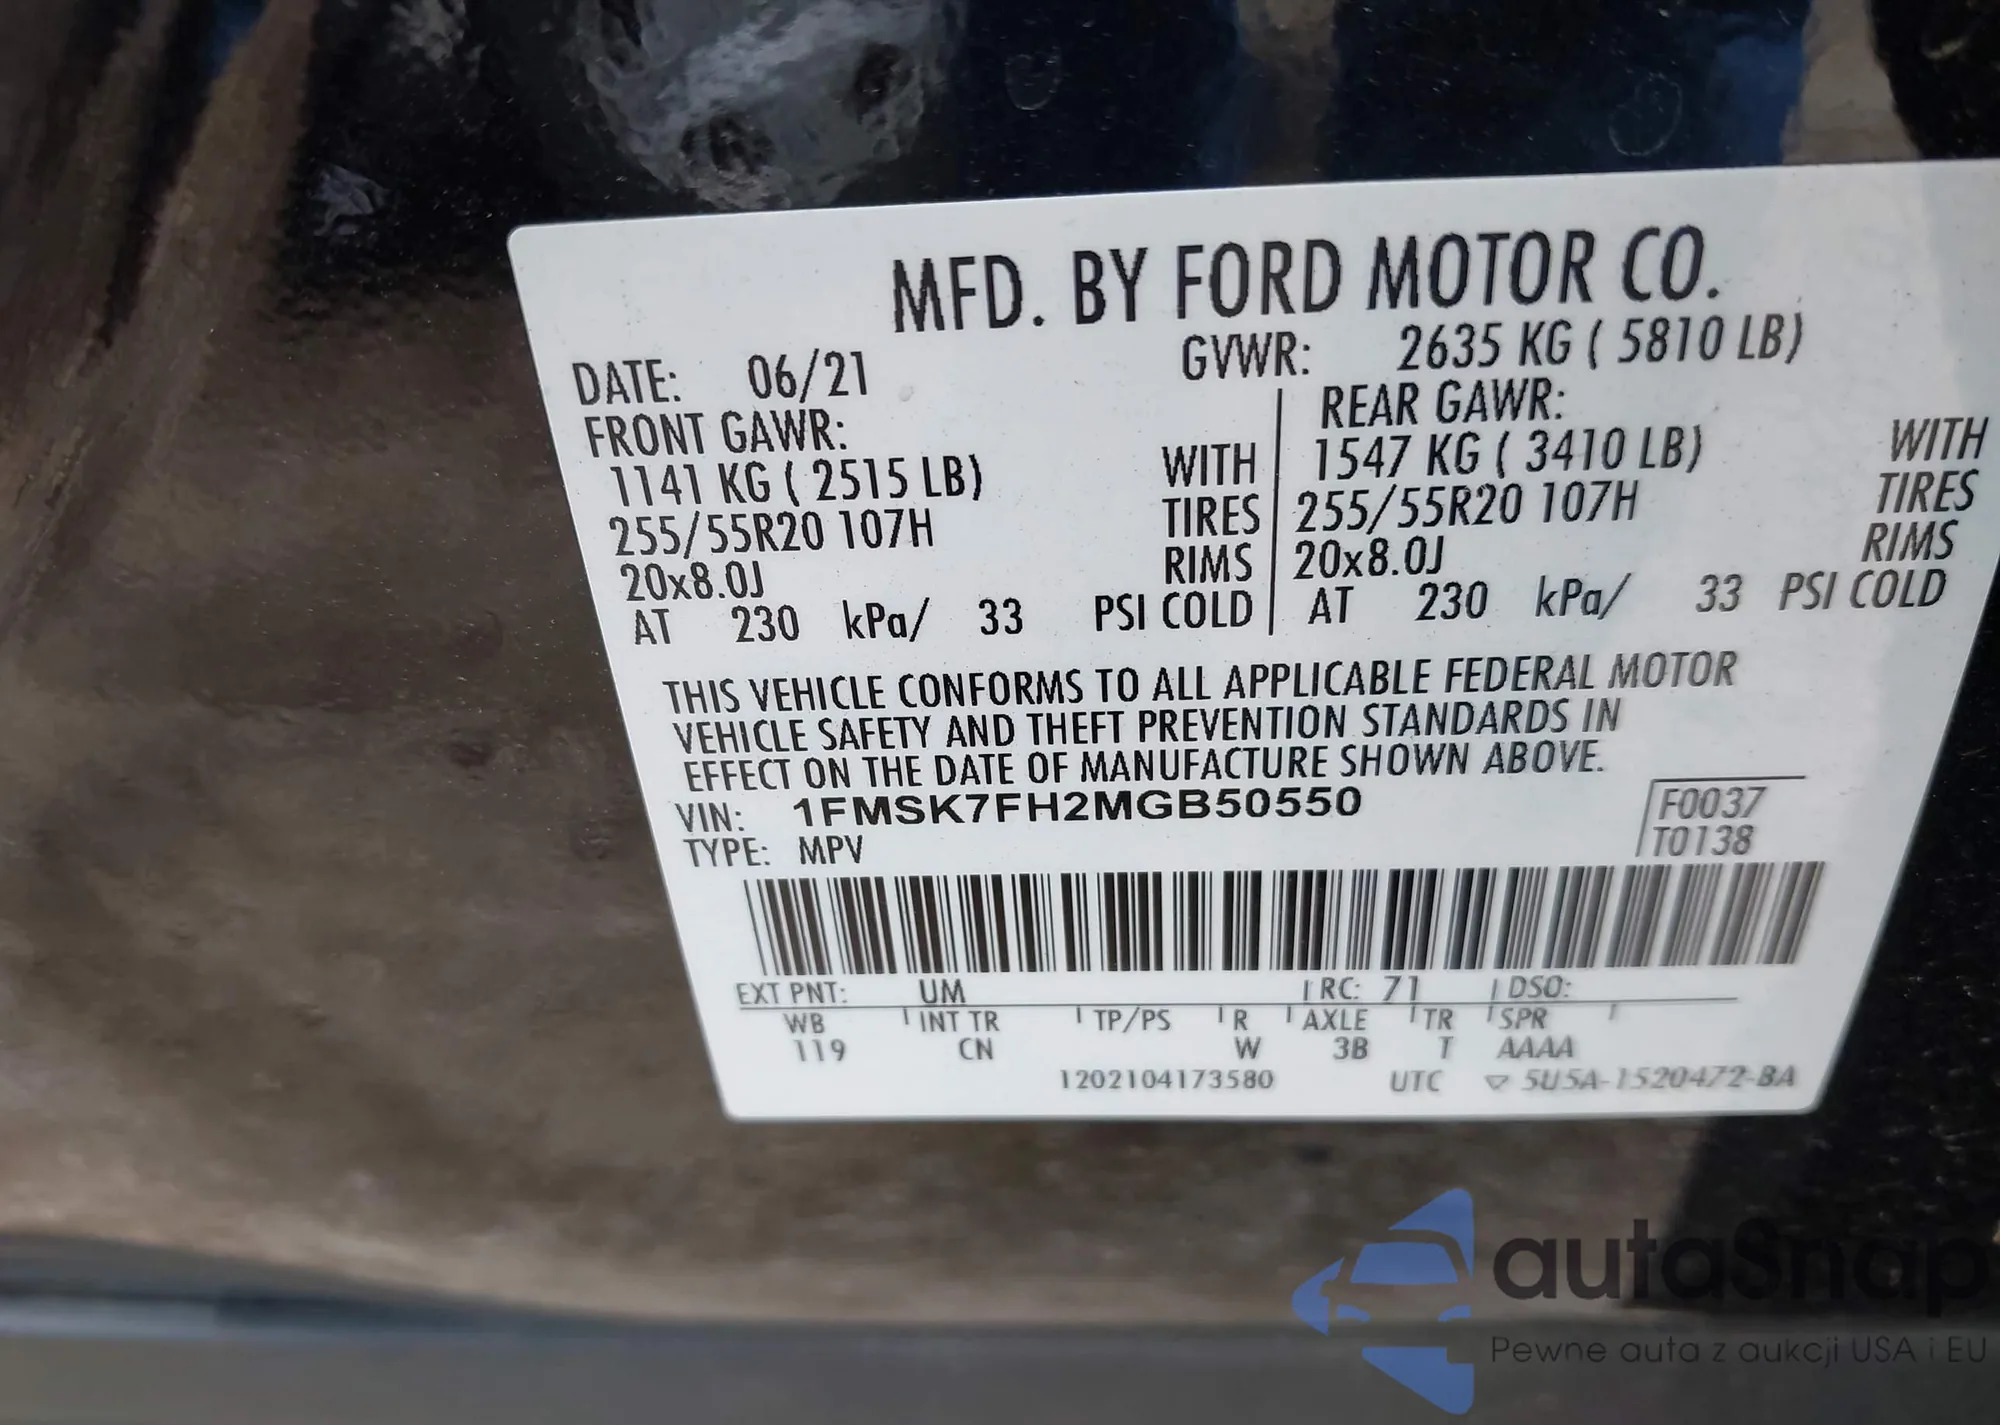 MFD. BY FORD MOTOR CO.
DATE: 06/21 GVWR: 2635 KG ( 5810 LB)
FRONT GAWR: REAR GAWR:
1141 KG ( 2515 LB) WITH 1547 KG ( 3410 LB) WITH
255/55R20 107H TIRES 255/55R20 107H TIRES
20x8.0J RIMS 20x8.0J RIMS
AT 230 kPa/ 33 PSI COLD AT 230 kPa/ 33 PSI COLD
THIS VEHICLE CONFORMS TO ALL APPLICABLE FEDERAL MOTOR
VEHICLE SAFETY AND THEFT PREVENTION STANDARDS IN
EFFECT ON THE DATE OF MANUFACTURE SHOWN ABOVE.
VIN: 1FMSK7FH2MGB50550 F0037
TYPE: MPV T0138
EXT PNT: UM RC: 71 DSO:
WB INT TR TP/PS R AXLE TR SPR
119 CN W 3B T AAAA
1202104173580 UTC ▽ 5U5A-1520472-BA
autaSnap
Pewne auta z aukcji USA i EU